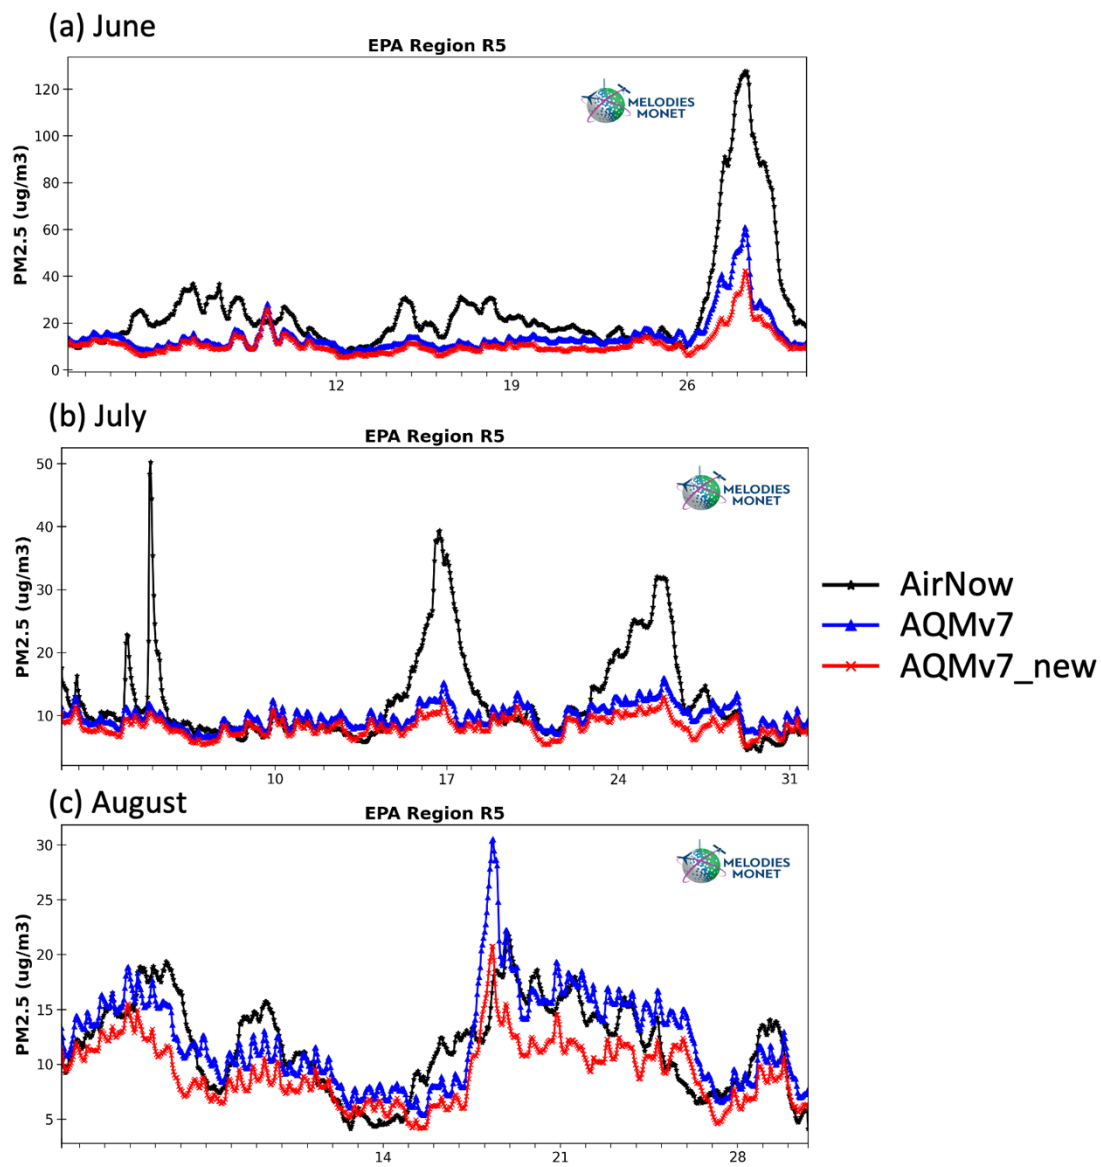 (a) June
EPA Region R5
MELODIES
MONET
PM2.5 (ug/m3)
120
100
80
60
40
20
0
12 19 26
(b) July
EPA Region R5
MELODIES
MONET
PM2.5 (ug/m3)
50
40
30
20
10
10 17 24 31
AirNow
AQMv7
AQMv7_new
(c) August
EPA Region R5
MELODIES
MONET
PM2.5 (ug/m3)
30
25
20
15
10
5
14 21 28